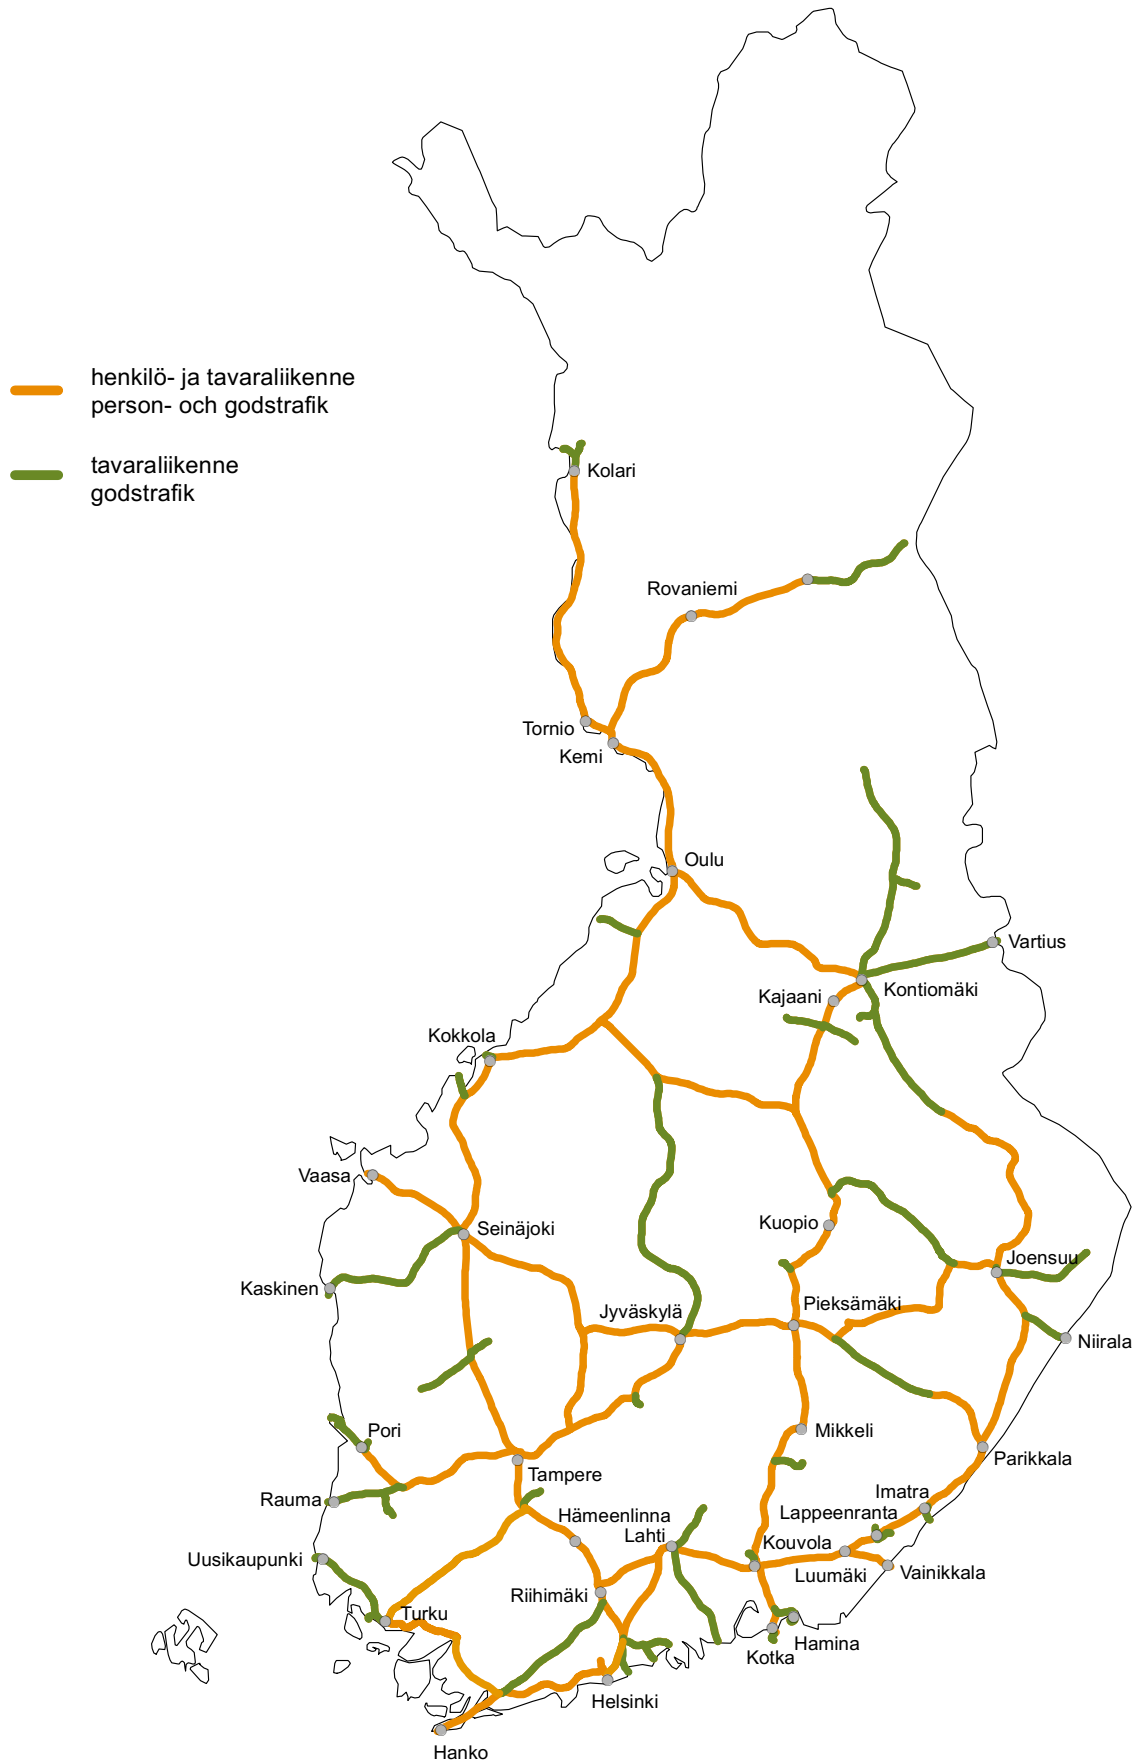 henkilö- ja tavaraliikenne
person- och godstrafik
tavaraliikenne
godstrafik
Kolari
Rovaniemi
Tornio
Kemi
Oulu
Vartius
Kajaani
Kontiomäki
Kokkola
Vaasa
Seinäjoki
Kuopio
Joensuu
Kaskinen
Jyväskylä
Pieksämäki
Niirala
Pori
Mikkeli
Parikkala
Tampere
Rauma
Imatra
Hämeenlinna
Lappeenranta
Lahti
Kouvola
Uusikaupunki
Luumäki
Vainikkala
Riihimäki
Turku
Hamina
Kotka
Helsinki
Hanko